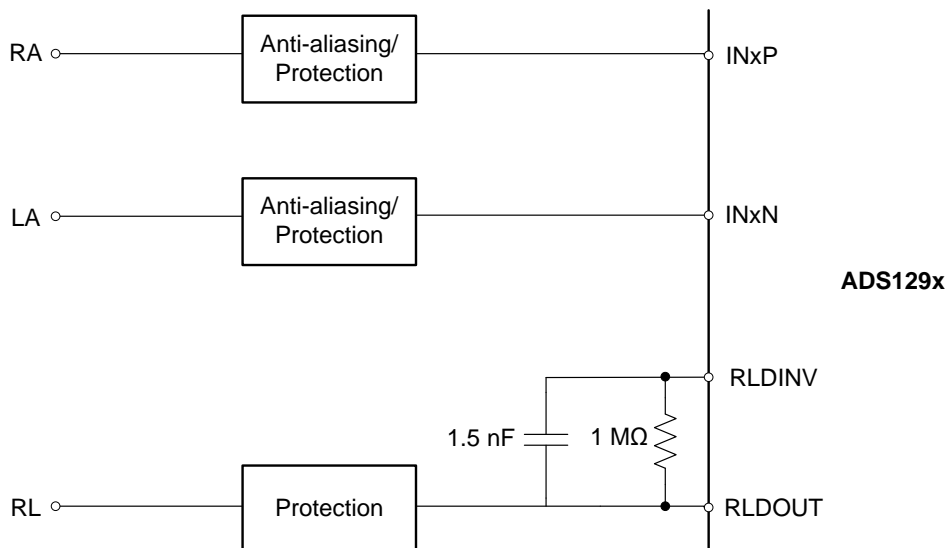 RA
Anti-aliasing/
Protection
INxP
LA
Anti-aliasing/
Protection
INxN
ADS129x
RLDINV
1.5 nF
1 MΩ
RL
Protection
RLDOUT